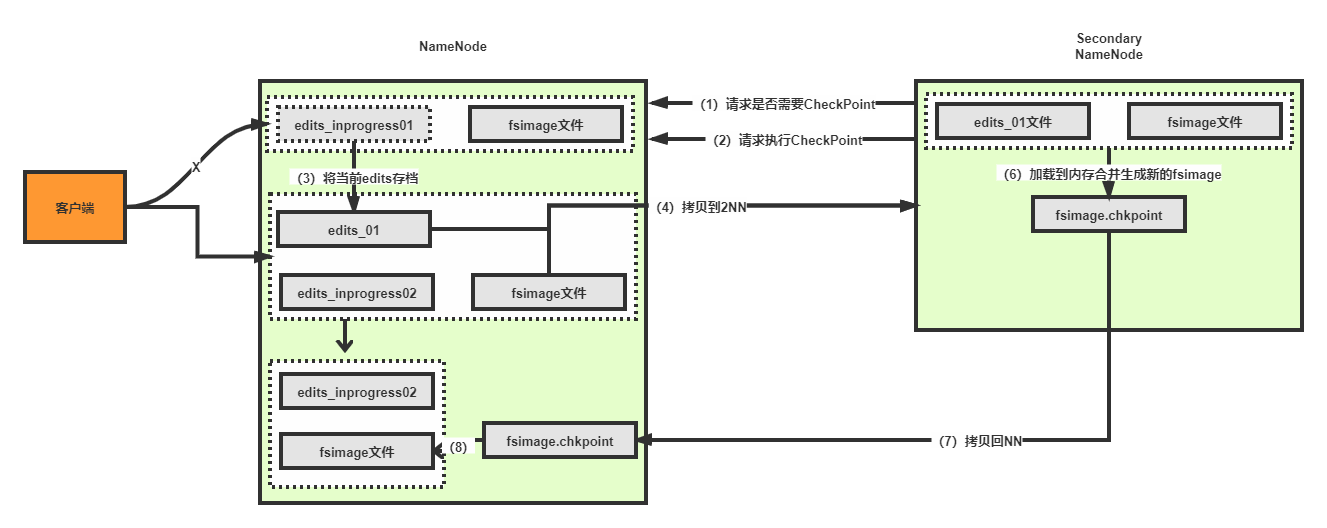 NameNode
Secondary
NameNode
edits_inprogress01
fsimage文件
(1) 请求是否需要CheckPoint
edits_01文件
fsimage文件
(2) 请求执行CheckPoint
X
(3) 将当前edits存档
(6) 加载到内存合并生成新的fsimage
客户端
(4) 拷贝到2NN
fsimage.chkpoint
edits_01
edits_inprogress02
fsimage文件
edits_inprogress02
fsimage文件
(8)
fsimage.chkpoint
(7) 拷贝回NN